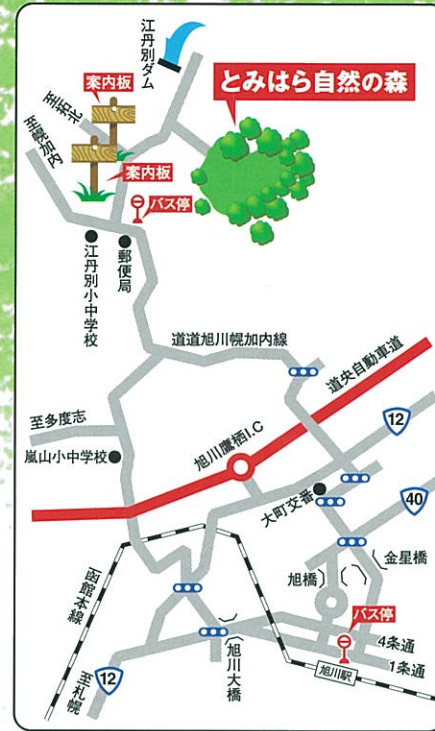 江丹別ダム
とみはら自然の森
案内板
至拓北
至幌加内
案内板
バス停
江丹別小中学校
郵便局
道道旭川幌加内線
道央自動車道
至多度志
旭川鷹栖I.C
12
嵐山小中学校
大町交番
40
金星橋
旭橋
函館本線
バス停
4条通
1条通
旭川駅
旭川大橋
12
至札幌